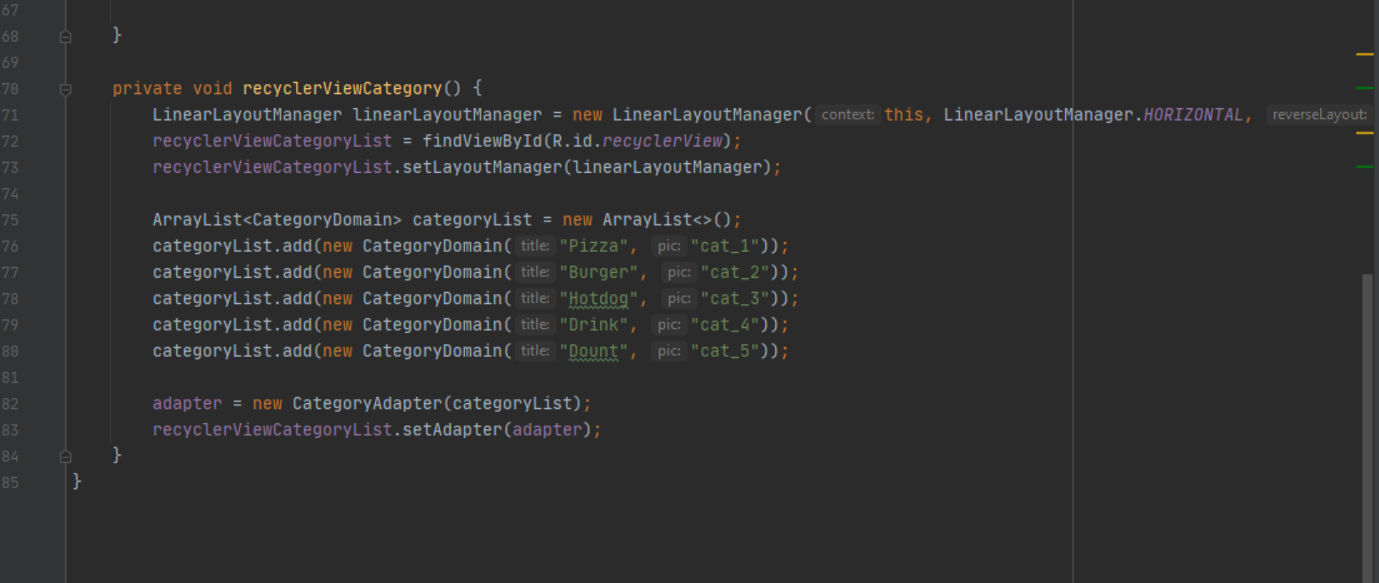 67
68 }
69
70 private void recyclerViewCategory() {
71 LinearLayoutManager linearLayoutManager = new LinearLayoutManager( context: this, LinearLayoutManager.HORIZONTAL, reverseLayout:
72 recyclerViewCategoryList = findViewById(R.id.recyclerView);
73 recyclerViewCategoryList.setLayoutManager(linearLayoutManager);
74
75 ArrayList<CategoryDomain> categoryList = new ArrayList<>();
76 categoryList.add(new CategoryDomain( title: "Pizza", pic: "cat_1"));
77 categoryList.add(new CategoryDomain( title: "Burger", pic: "cat_2"));
78 categoryList.add(new CategoryDomain( title: "Hotdog", pic: "cat_3"));
79 categoryList.add(new CategoryDomain( title: "Drink", pic: "cat_4"));
80 categoryList.add(new CategoryDomain( title: "Dount", pic: "cat_5"));
81
82 adapter = new CategoryAdapter(categoryList);
83 recyclerViewCategoryList.setAdapter(adapter);
84 }
85 }